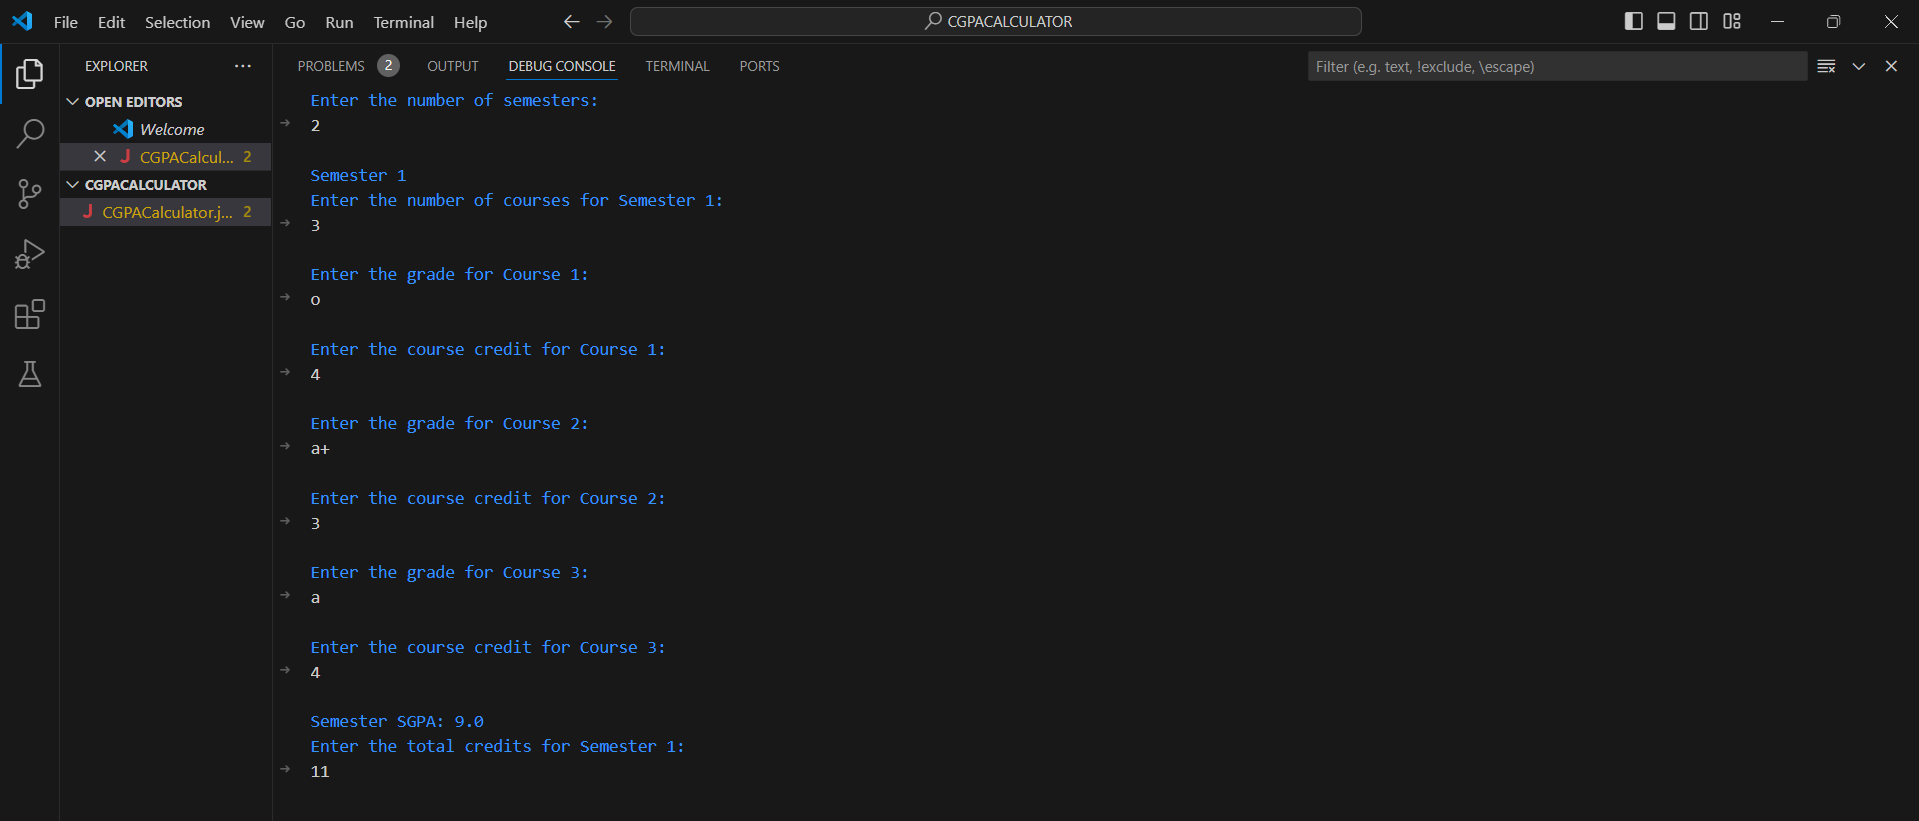 File Edit Selection View Go Run Terminal Help
CGPACALCULATOR
EXPLORER
OPEN EDITORS
Welcome
CGPACalcul... 2
CGPACALCULATOR
CGPACalculator.j... 2
PROBLEMS 2 OUTPUT DEBUG CONSOLE TERMINAL PORTS
Filter (e.g. text, !exclude, \escape)
Enter the number of semesters:
2
Semester 1
Enter the number of courses for Semester 1:
3
Enter the grade for Course 1:
o
Enter the course credit for Course 1:
4
Enter the grade for Course 2:
a+
Enter the course credit for Course 2:
3
Enter the grade for Course 3:
a
Enter the course credit for Course 3:
4
Semester SGPA: 9.0
Enter the total credits for Semester 1:
11